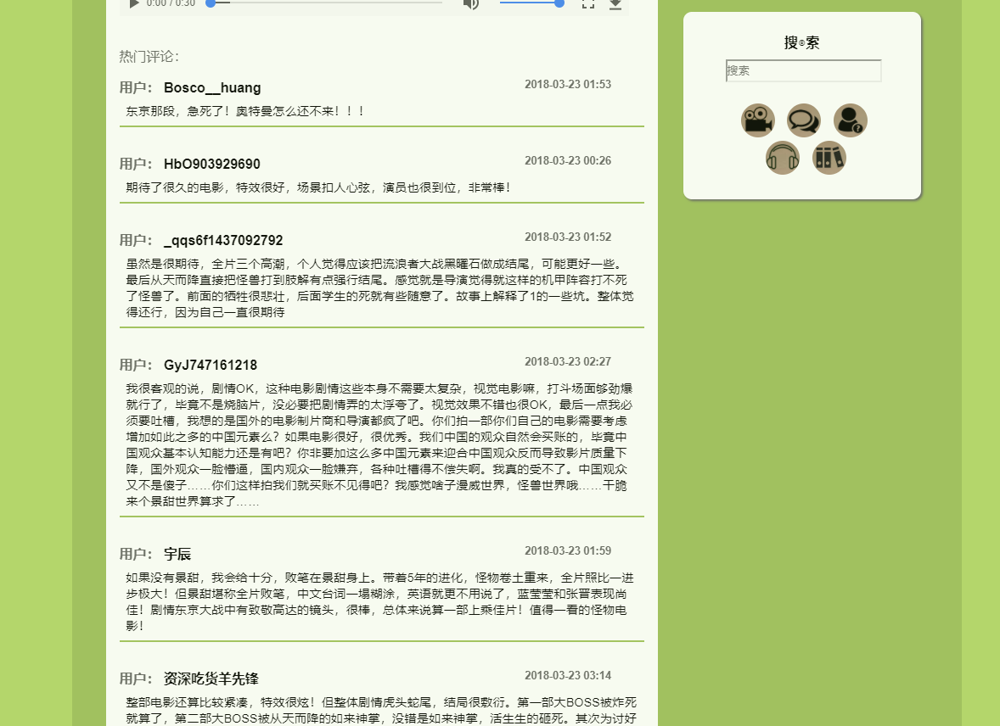 0:00 / 0:30
热门评论：
用户： Bosco__huang 2018-03-23 01:53
东京那段，急死了！奥特曼怎么还不来！！！
用户： HbO903929690 2018-03-23 00:26
期待了很久的电影，特效很好，场景扣人心弦，演员也很到位，非常棒！
用户： _qqs6f1437092792 2018-03-23 01:52
虽然是很期待，全片三个高潮，个人觉得应该把流浪者大战黑曜石做成结尾，可能更好一些。
最后从天而降直接把怪兽打到肢解有点强行结尾。感觉就是导演觉得就这样的机甲阵容打不死
了怪兽了。前面的牺牲很悲壮，后面学生的死就有些随意了。故事上解释了1的一些坑。整体觉
得还行，因为自己一直很期待
用户： GyJ747161218 2018-03-23 02:27
我很客观的说，剧情OK，这种电影剧情这些本身不需要太复杂，视觉电影嘛，打斗场面够劲爆
就行了，毕竟不是烧脑片，没必要把剧情弄的太浮夸了。视觉效果不错也很OK，最后一点我必
须要吐槽，我想的是国外的电影制片商和导演都疯了吧。你们拍一部你们自己的电影需要考虑
增加如此之多的中国元素么？如果电影很好，很优秀。我们中国的观众自然会买账的，毕竟中
国观众基本认知能力还是有吧？你非要加这么多中国元素来迎合中国观众反而导致影片质量下
降，国外观众一脸懵逼，国内观众一脸嫌弃，各种吐槽得不偿失啊。我真的受不了。中国观众
又不是傻子……你们这样拍我们就买账不见得吧？我感觉啥子漫威世界，怪兽世界哦……干脆
来个景甜世界算求了……
用户： 宇辰 2018-03-23 01:59
如果没有景甜，我会给十分，败笔在景甜身上。带着5年的进化，怪物卷土重来，全片照比一进
步极大！但景甜堪称全片败笔，中文台词一塌糊涂，英语就更不用说了，蓝莹莹和张晋表现尚
佳！剧情东京大战中有致敬高达的镜头，很棒，总体来说算一部上乘佳片！值得一看的怪物电
影！
用户： 资深吃货羊先锋 2018-03-23 03:14
整部电影还算比较紧凑，特效很炫！但整体剧情虎头蛇尾，结局很敷衍。第一部大BOSS被炸死
就算了，第二部大BOSS被从天而降的如来神掌，没错是如来神掌，活生生的砸死。其次为讨好
搜®索
搜索